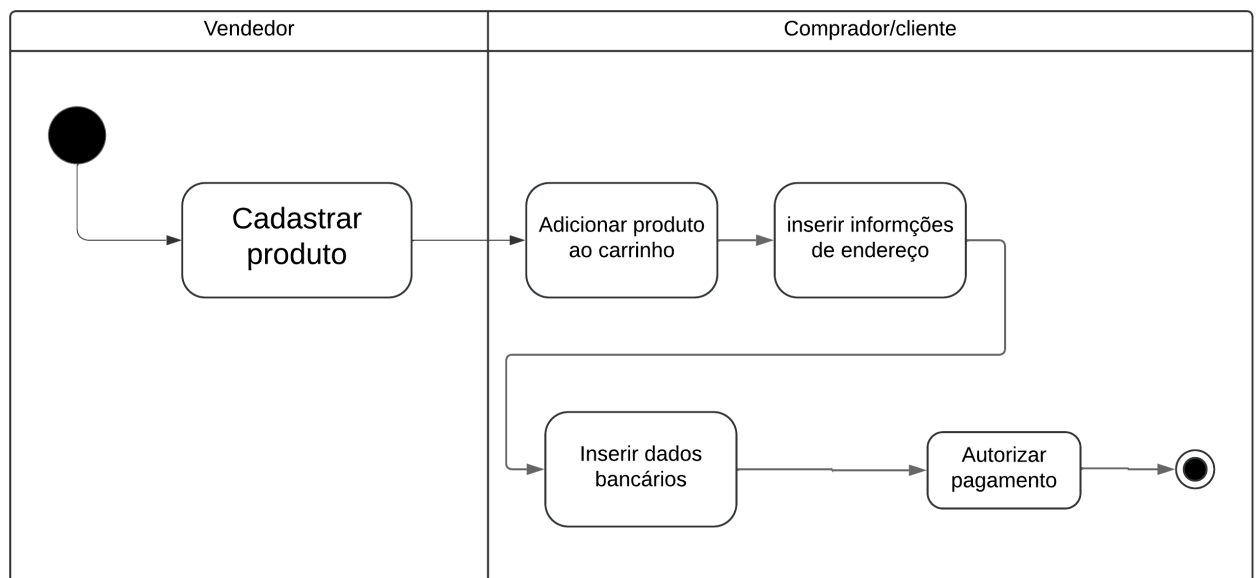 Vendedor
Comprador/cliente
Cadastrar
produto
Adicionar produto
ao carrinho
inserir informções
de endereço
Inserir dados
bancários
Autorizar
pagamento